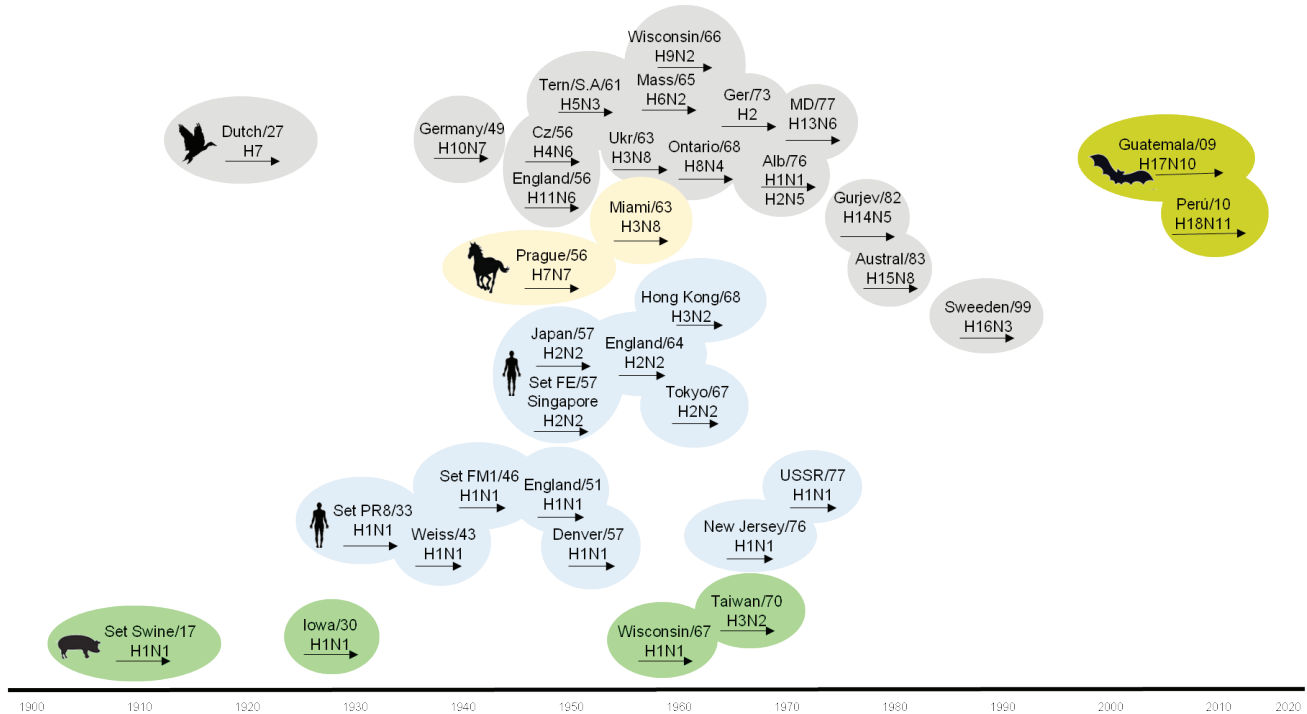 Wisconsin/66
H9N2
Tern/S.A/61
H5N3
Mass/65
H6N2
Ger/73
H2
MD/77
H13N6
Dutch/27
H7
Germany/49
H10N7
Cz/56
H4N6
England/56
H11N6
Ukr/63
H3N8
Ontario/68
H8N4
Alb/76
H1N1
H2N5
Guatemala/09
H17N10
Perú/10
H18N11
Gurjev/82
H14N5
Austral/83
H15N8
Sweeden/99
H16N3
Miami/63
H3N8
Prague/56
H7N7
Hong Kong/68
H3N2
Japan/57
H2N2
Set FE/57
Singapore
H2N2
England/64
H2N2
Tokyo/67
H2N2
Set PR8/33
H1N1
Weiss/43
H1N1
Set FM1/46
H1N1
England/51
H1N1
Denver/57
H1N1
USSR/77
H1N1
New Jersey/76
H1N1
Set Swine/17
H1N1
Iowa/30
H1N1
Wisconsin/67
H1N1
Taiwan/70
H3N2
1900 1910 1920 1930 1940 1950 1960 1970 1980 1990 2000 2010 2020